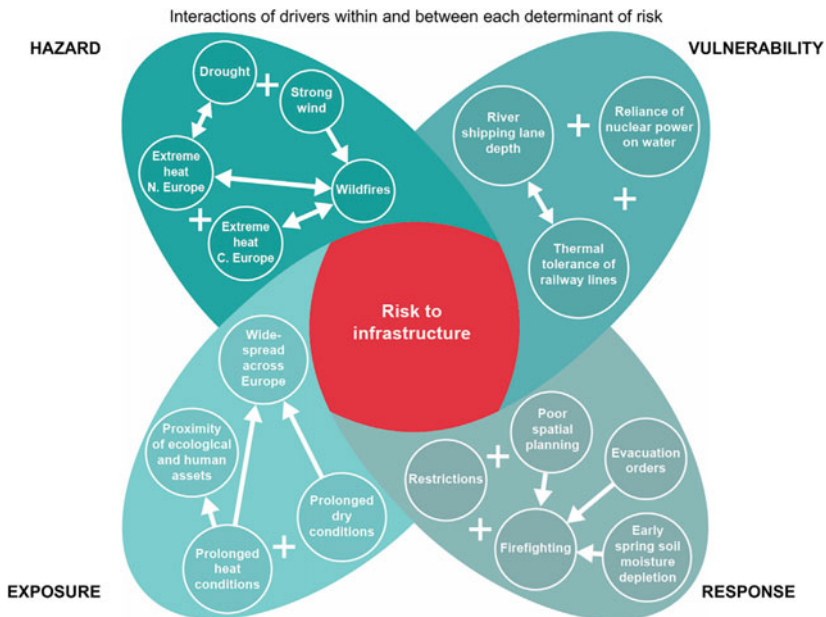 Interactions of drivers within and between each determinant of risk
HAZARD
VULNERABILITY
Drought
+
Strong
wind
Extreme
heat
N. Europe
Wildfires
+
Extreme
heat
C. Europe
River
shipping lane
depth
+
Reliance of
nuclear power
on water
+
Thermal
tolerance of
railway lines
Risk to
infrastructure
Wide-
spread
across
Europe
Proximity
of ecological
and human
assets
Prolonged
dry
conditions
+
Prolonged
heat
conditions
Poor
spatial
planning
+
Restrictions
Evacuation
orders
+
Firefighting
Early
spring soil
moisture
depletion
EXPOSURE
RESPONSE